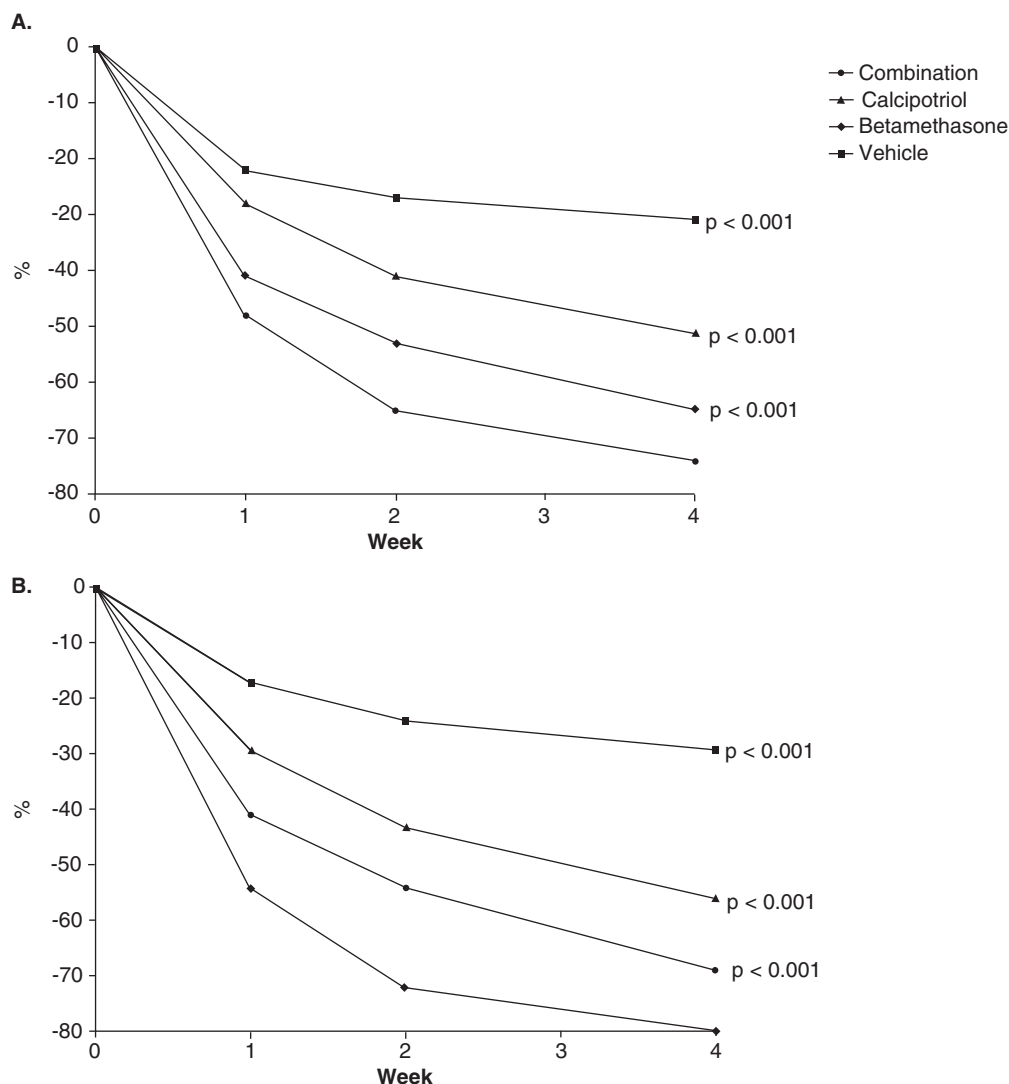 A.
0
-10
-20
-30
-40
-50
-60
-70
-80
%
0 1 2 3 4
Week
p < 0.001
p < 0.001
p < 0.001
Combination
Calcipotriol
Betamethasone
Vehicle
B.
0
-10
-20
-30
-40
-50
-60
-70
-80
%
0 1 2 3 4
Week
p < 0.001
p < 0.001
p < 0.001